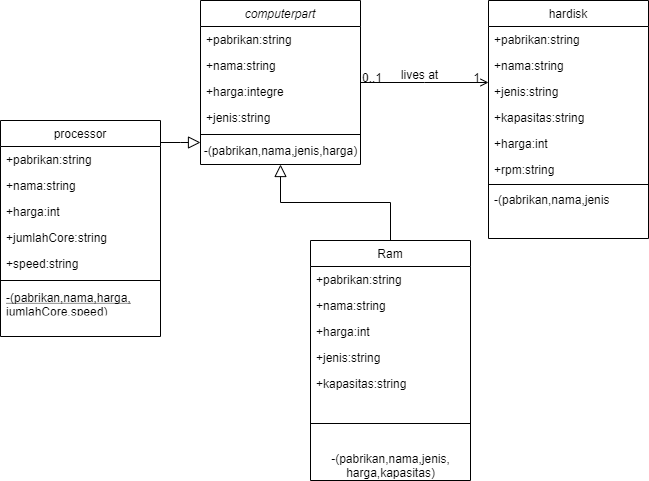 computerpart
+pabrikan:string
+nama:string
+harga:integre
+jenis:string
-(pabrikan,nama,jenis,harga)
0..1
lives at
1
hardisk
+pabrikan:string
+nama:string
+jenis:string
+kapasitas:string
+harga:int
+rpm:string
-(pabrikan,nama,jenis
processor
+pabrikan:string
+nama:string
+harga:int
+jumlahCore:string
+speed:string
-(pabrikan,nama,harga,
jumlahCore,speed)
Ram
+pabrikan:string
+nama:string
+harga:int
+jenis:string
+kapasitas:string
-(pabrikan,nama,jenis,
harga,kapasitas)